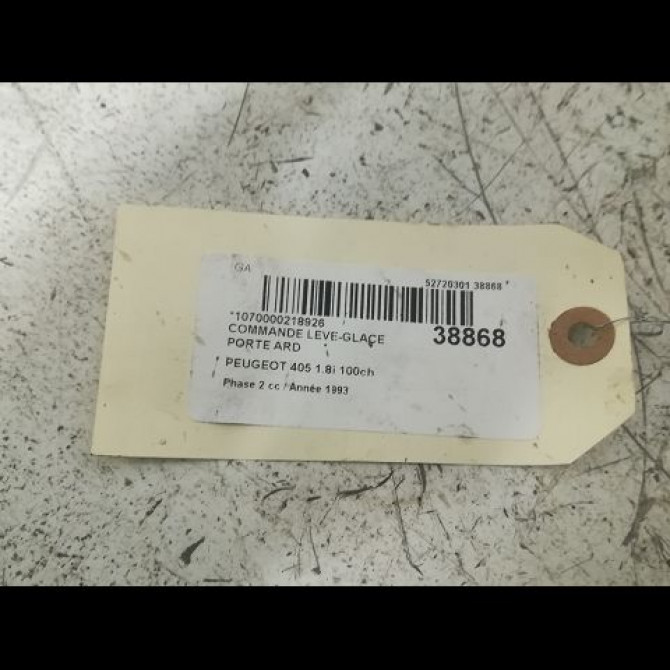 GA
52720301 38868 *
*1070000218926
COMMANDE LEVE-GLACE
38868
PORTE ARD
PEUGEOT 405 1.8i 100ch
Phase 2 cc / Année 1993